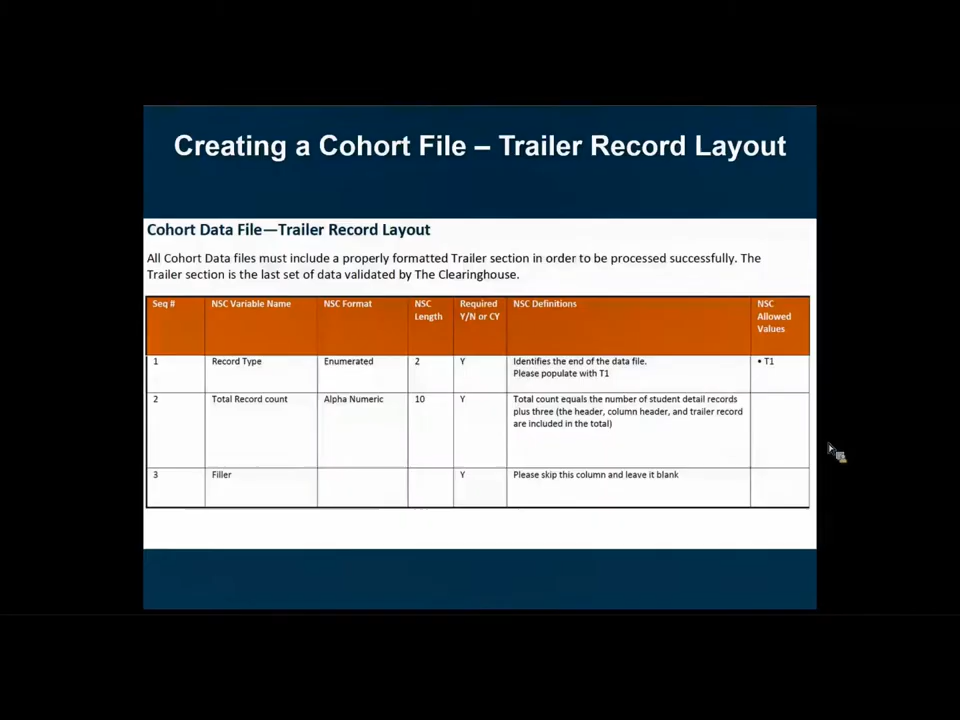 Creating a Cohort File – Trailer Record Layout
Cohort Data File—Trailer Record Layout
All Cohort Data files must include a properly formatted Trailer section in order to be processed successfully. The
Trailer section is the last set of data validated by The Clearinghouse.
Seq # NSC Variable Name NSC Format NSC Length Required Y/N or CY NSC Definitions NSC Allowed Values
1 Record Type Enumerated 2 Y Identifies the end of the data file. • T1
Please populate with T1
2 Total Record count Alpha Numeric 10 Y Total count equals the number of student detail records
plus three (the header, column header, and trailer record
are included in the total)
3 Filler Y Please skip this column and leave it blank